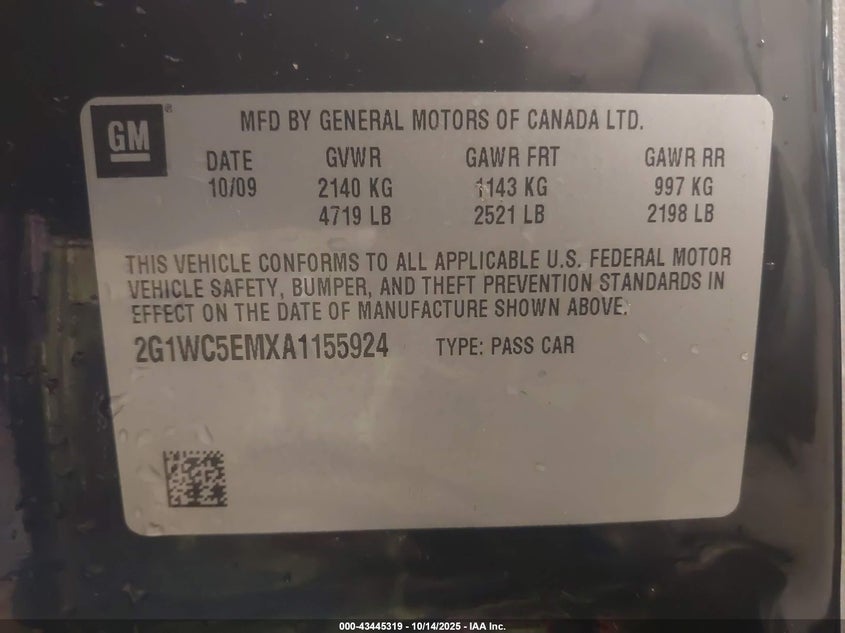 GM ®
MFD BY GENERAL MOTORS OF CANADA LTD.
DATE GVWR GAWR FRT GAWR RR
10/09 2140 KG 1143 KG 997 KG
4719 LB 2521 LB 2198 LB
THIS VEHICLE CONFORMS TO ALL APPLICABLE U.S. FEDERAL MOTOR
VEHICLE SAFETY, BUMPER, AND THEFT PREVENTION STANDARDS IN
EFFECT ON THE DATE OF MANUFACTURE SHOWN ABOVE.
2G1WC5EMXA1155924 TYPE: PASS CAR
000-43445319 - 10/14/2025 - IAA Inc.